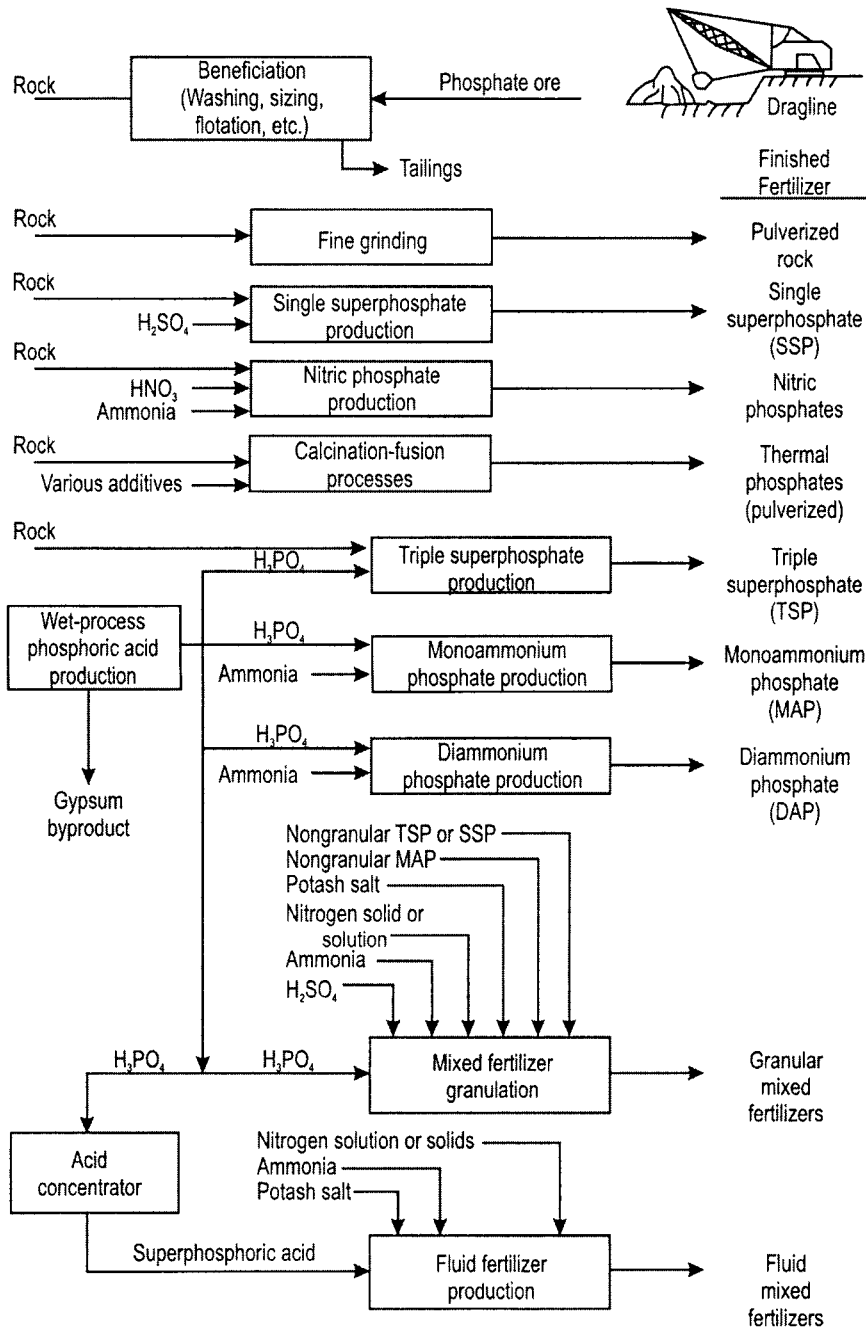 Rock
Beneficiation
(Washing, sizing,
flotation, etc.)
Phosphate ore
Dragline
Tailings
Finished
Fertilizer
Rock
Fine grinding
Pulverized
rock
Rock
H₂SO₄
Single superphosphate
production
Single
superphosphate
(SSP)
Rock
HNO₃
Ammonia
Nitric phosphate
production
Nitric
phosphates
Rock
Various additives
Calcination-fusion
processes
Thermal
phosphates
(pulverized)
Rock
H₃PO₄
Triple superphosphate
production
Triple
superphosphate
(TSP)
Wet-process
phosphoric acid
production
H₃PO₄
Ammonia
Monoammonium
phosphate production
Monoammonium
phosphate
(MAP)
H₃PO₄
Ammonia
Diammonium
phosphate production
Diammonium
phosphate
(DAP)
Gypsum
byproduct
Nongranular TSP or SSP
Nongranular MAP
Potash salt
Nitrogen solid or
solution
Ammonia
H₂SO₄
H₃PO₄
H₃PO₄
Mixed fertilizer
granulation
Granular
mixed
fertilizers
Acid
concentrator
Nitrogen solution or solids
Ammonia
Potash salt
Superphosphoric acid
Fluid fertilizer
production
Fluid
mixed
fertilizers